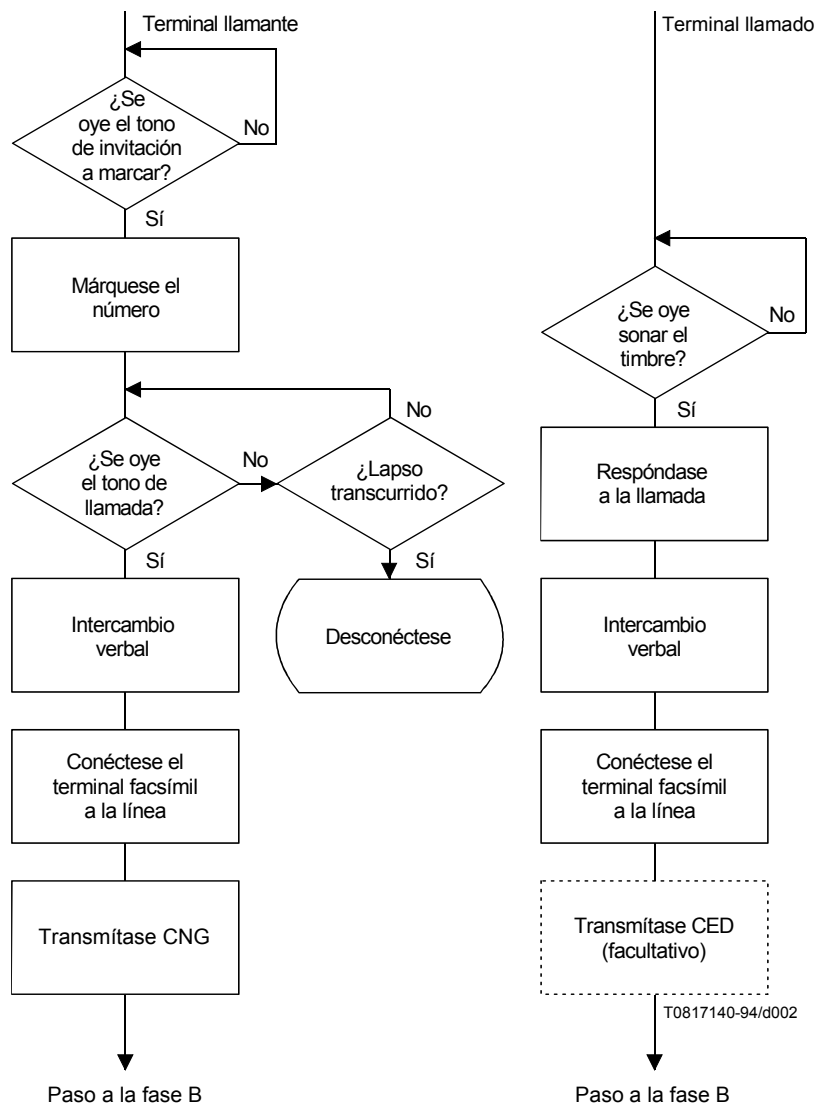 Terminal llamante
¿Se
oye el tono
de invitación
a marcar?
No
Sí
Márquese el
número
¿Se oye
el tono de
llamada?
No
¿Lapso
transcurrido?
No
Sí
Sí
Desconéctese
Intercambio
verbal
Conéctese el
terminal facsímil
a la línea
Transmítase CNG
Paso a la fase B
Terminal llamado
¿Se oye
sonar el
timbre?
No
Sí
Respóndase
a la llamada
Intercambio
verbal
Conéctese el
terminal facsímil
a la línea
Transmítase CED
(facultativo)
T0817140-94/d002
Paso a la fase B